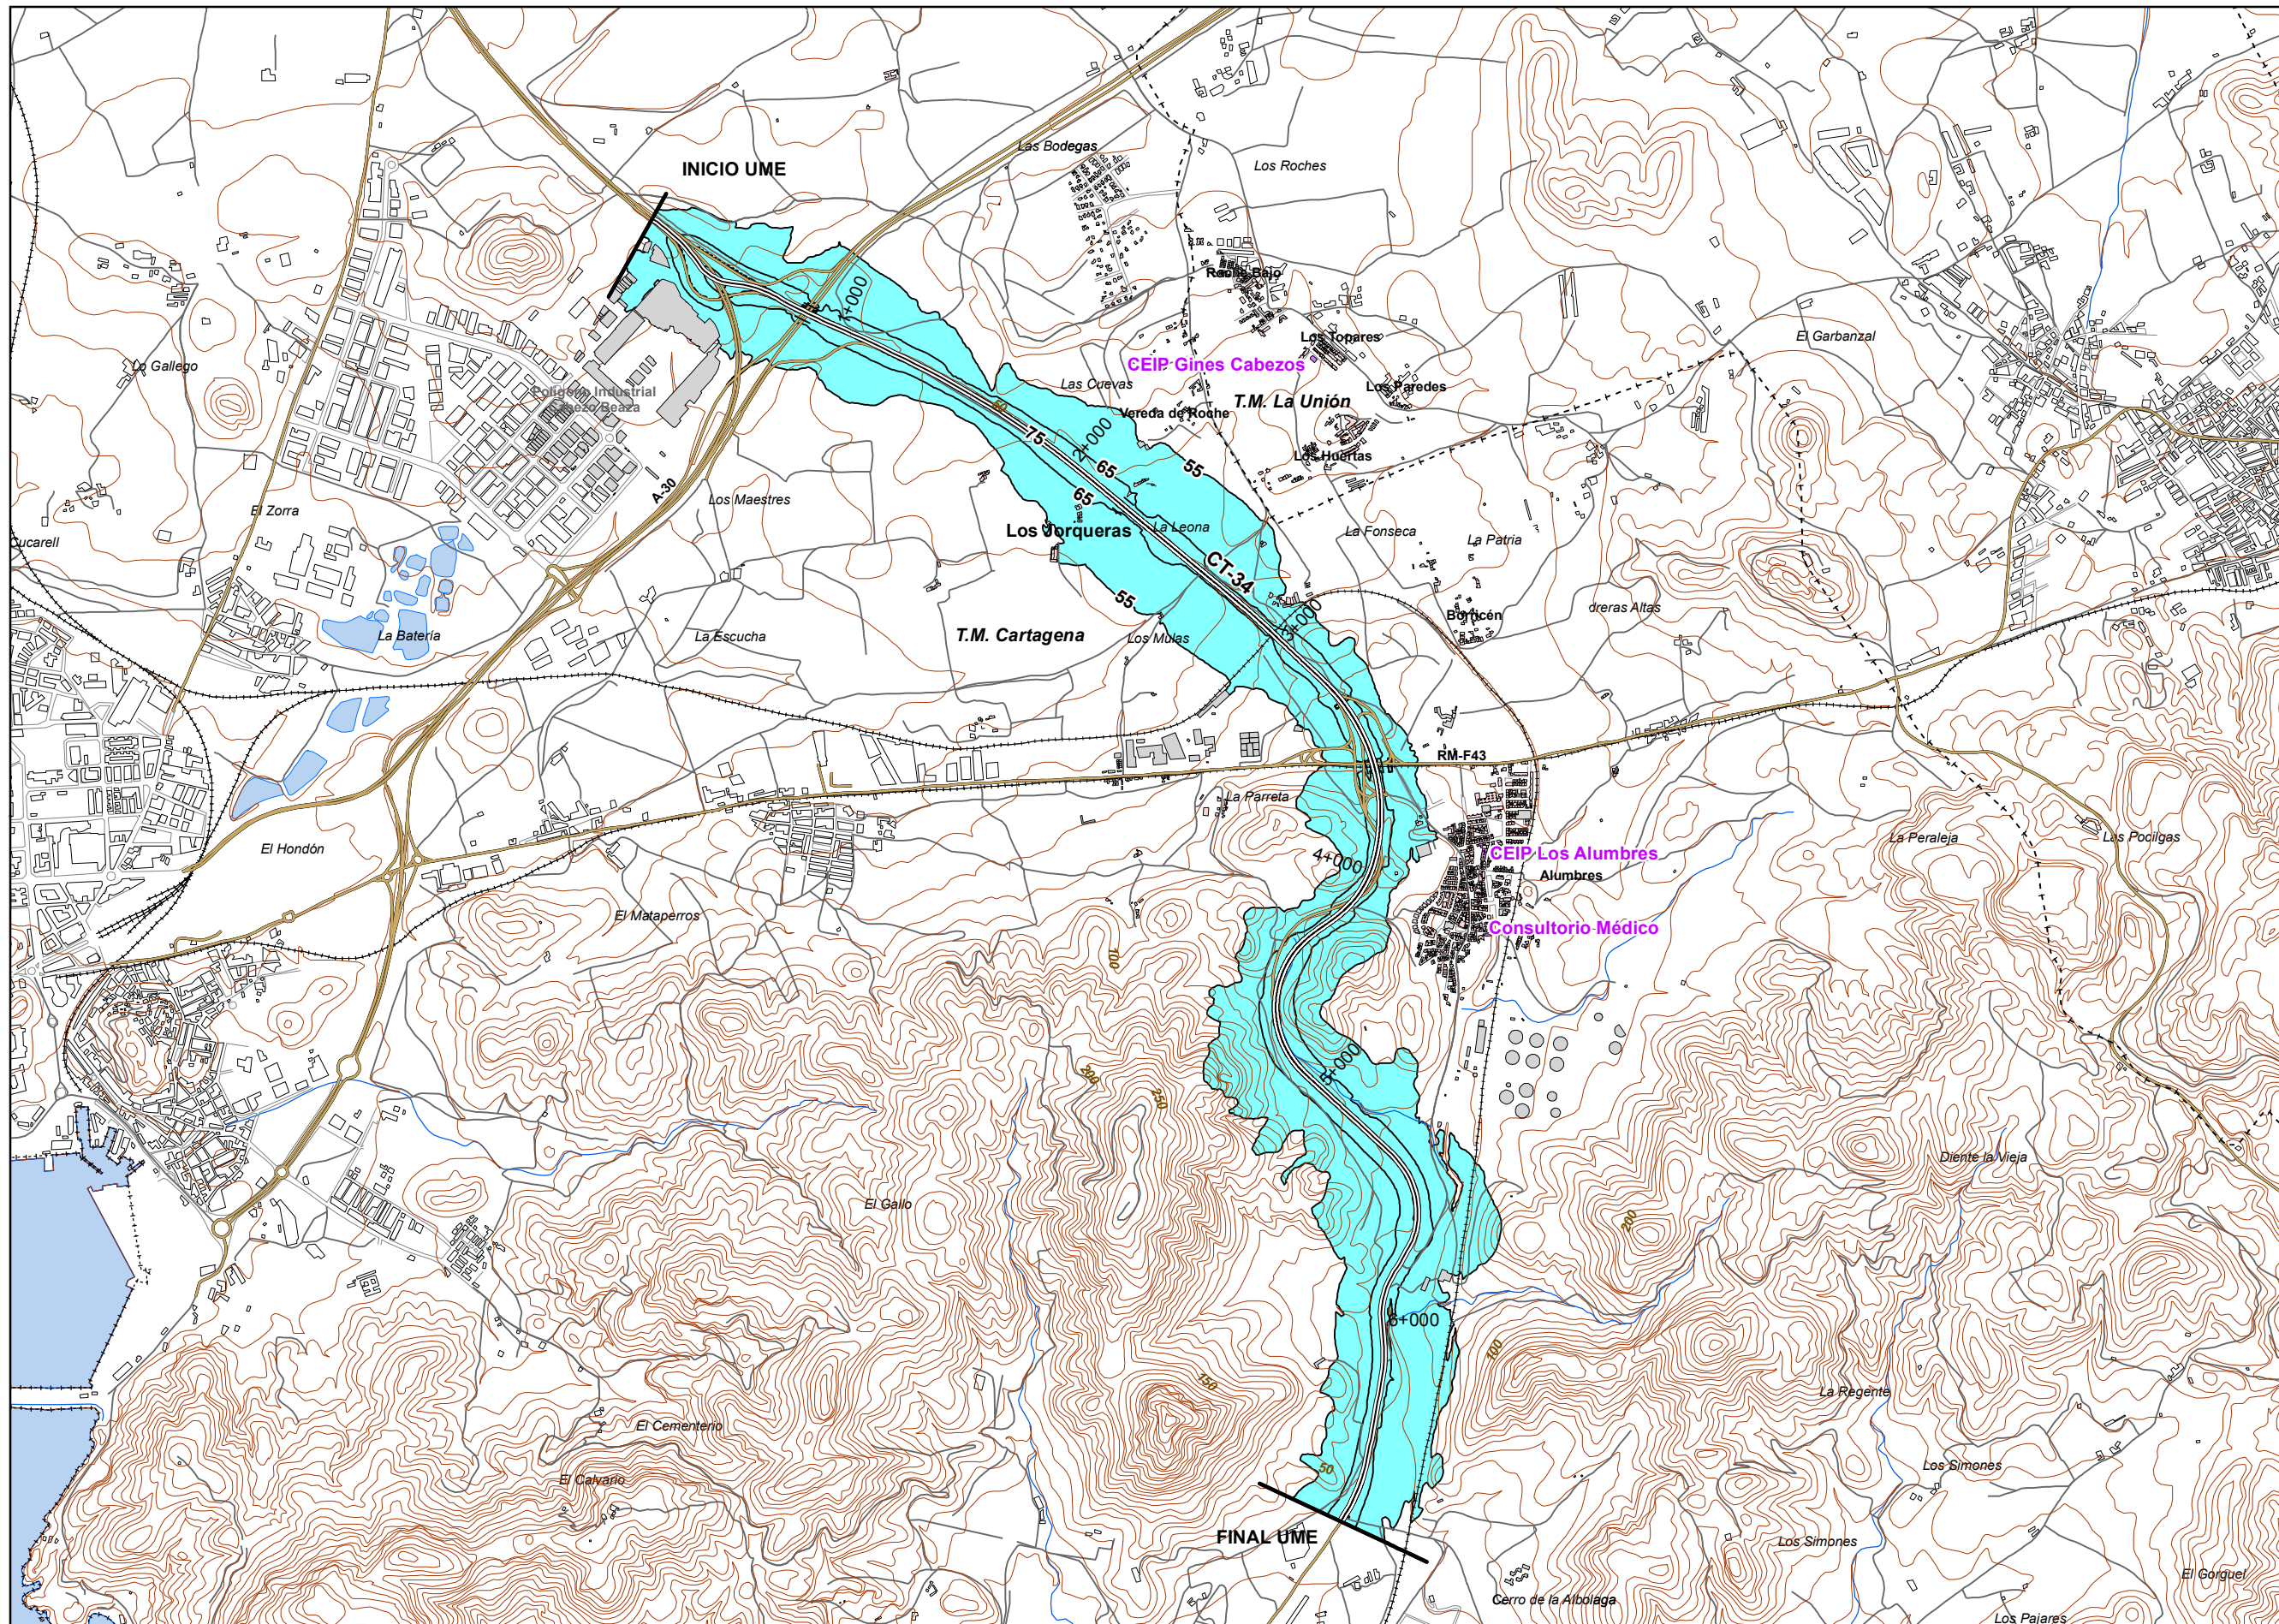 INICIO UME
Las Bodegas
Los Roches
Roche Bajo
1+000
Los Topares
El Garbanzal
CEIP Gines Cabezos
Lo Gallego
Las Cuevas
Los Paredes
Polígono Industrial
Cabezo Beaza
T.M. La Unión
50
Vereda de Roche
75
2+000
Los Huertas
65
55
A-30
65
Los Maestres
El Zorra
La Leona
Los Jorqueras
La Fonseca
La Patria
CT-34
55
dreras Altas
Borricén
3+000
La Batería
La Escucha
T.M. Cartagena
Los Mulas
RM-F43
La Parreta
La Peraleja
Las Pocilgas
El Hondón
4+000
CEIP Los Alumbres
Alumbres
El Mataperros
Consultorio Médico
100
5+000
200
250
Diente la Vieja
El Gallo
200
6+000
100
150
La Regente
El Cementerio
50
Los Simones
El Calvario
FINAL UME
Los Simones
El Gorguel
Cerro de la Albolaga
Los Pajares